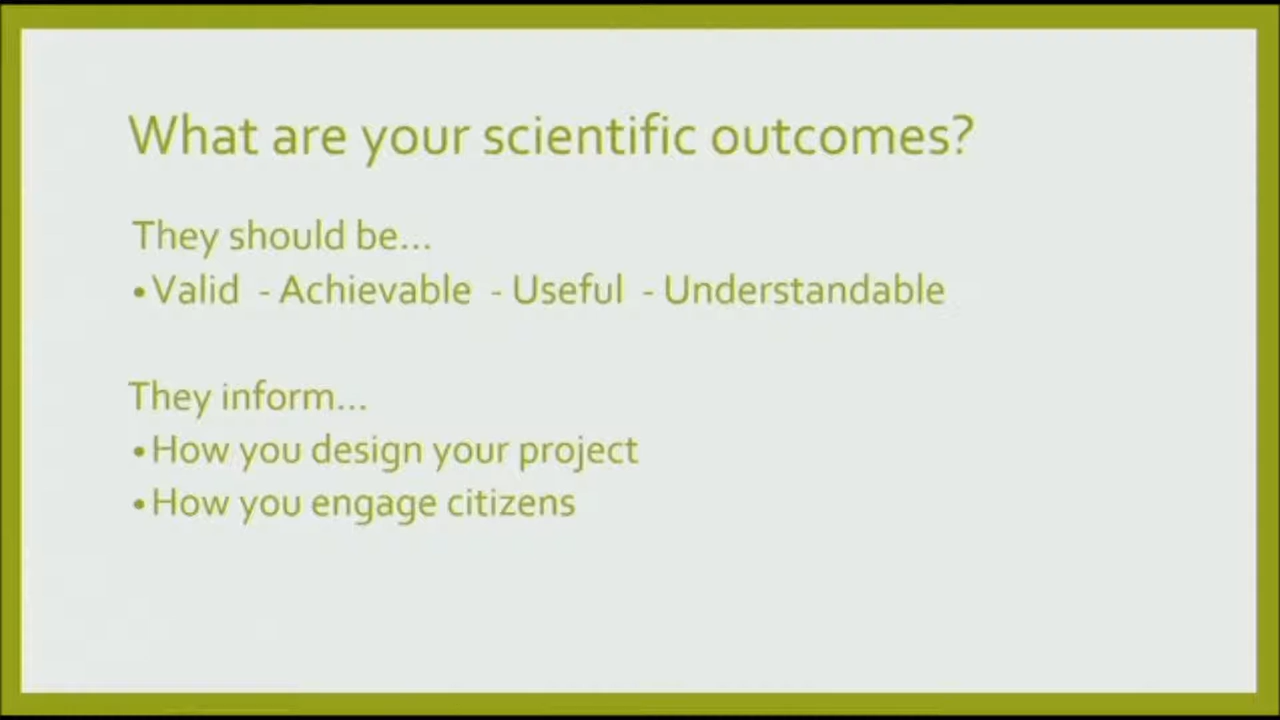 What are your scientific outcomes?
They should be...
•Valid - Achievable - Useful - Understandable
They inform...
•How you design your project
•How you engage citizens